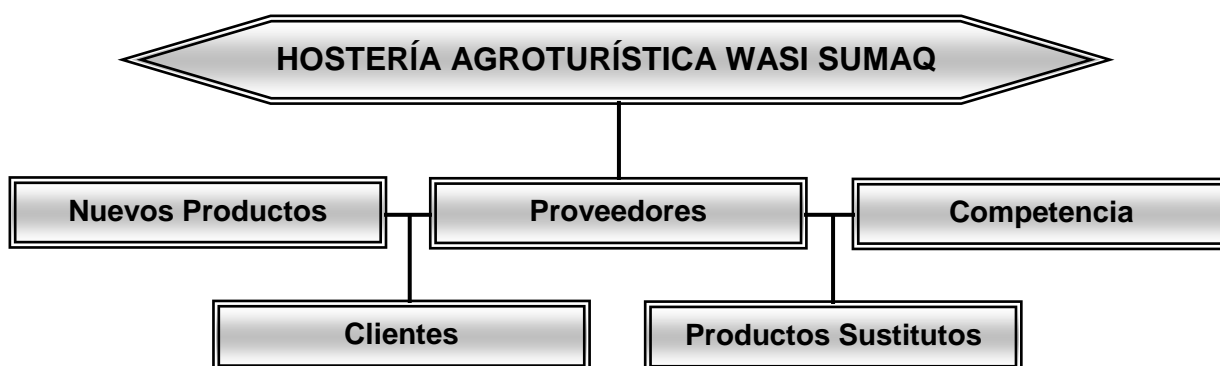 HOSTERÍA AGROTURÍSTICA WASI SUMAQ
Nuevos Productos
Proveedores
Competencia
Clientes
Productos Sustitutos